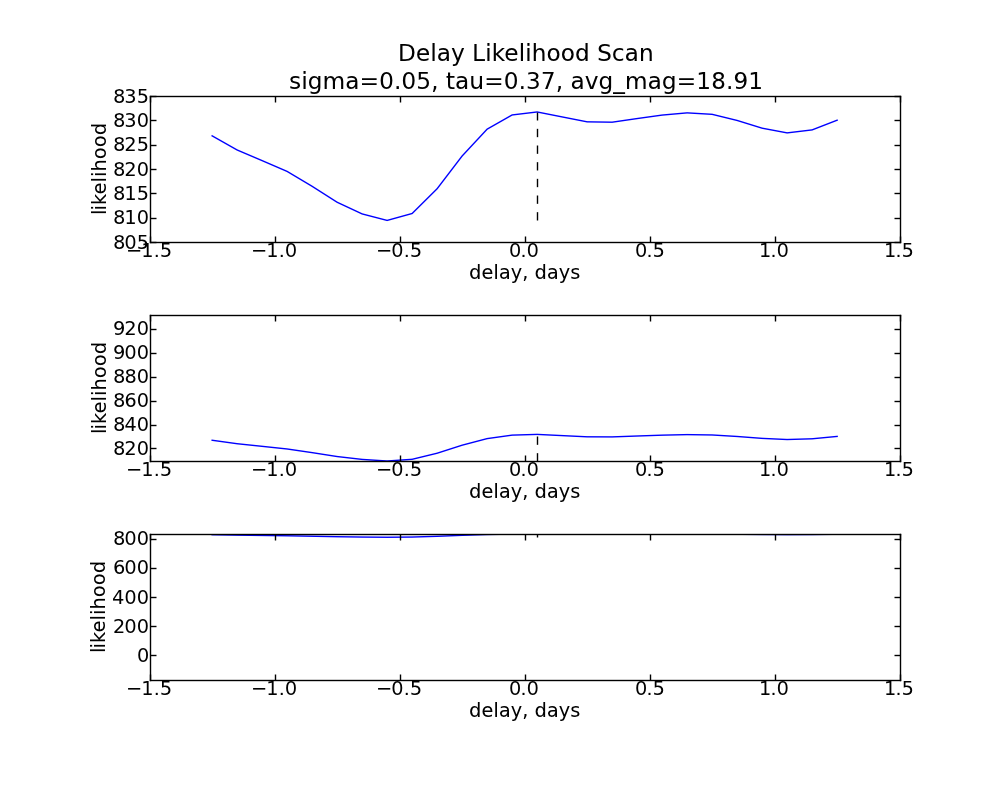 Delay Likelihood Scan
sigma=0.05, tau=0.37, avg_mag=18.91
835
830
825
820
815
810
805
likelihood
−1.5 −1.0 −0.5 0.0 0.5 1.0 1.5
delay, days
920
900
880
860
840
820
likelihood
−1.5 −1.0 −0.5 0.0 0.5 1.0 1.5
delay, days
800
600
400
200
0
likelihood
−1.5 −1.0 −0.5 0.0 0.5 1.0 1.5
delay, days